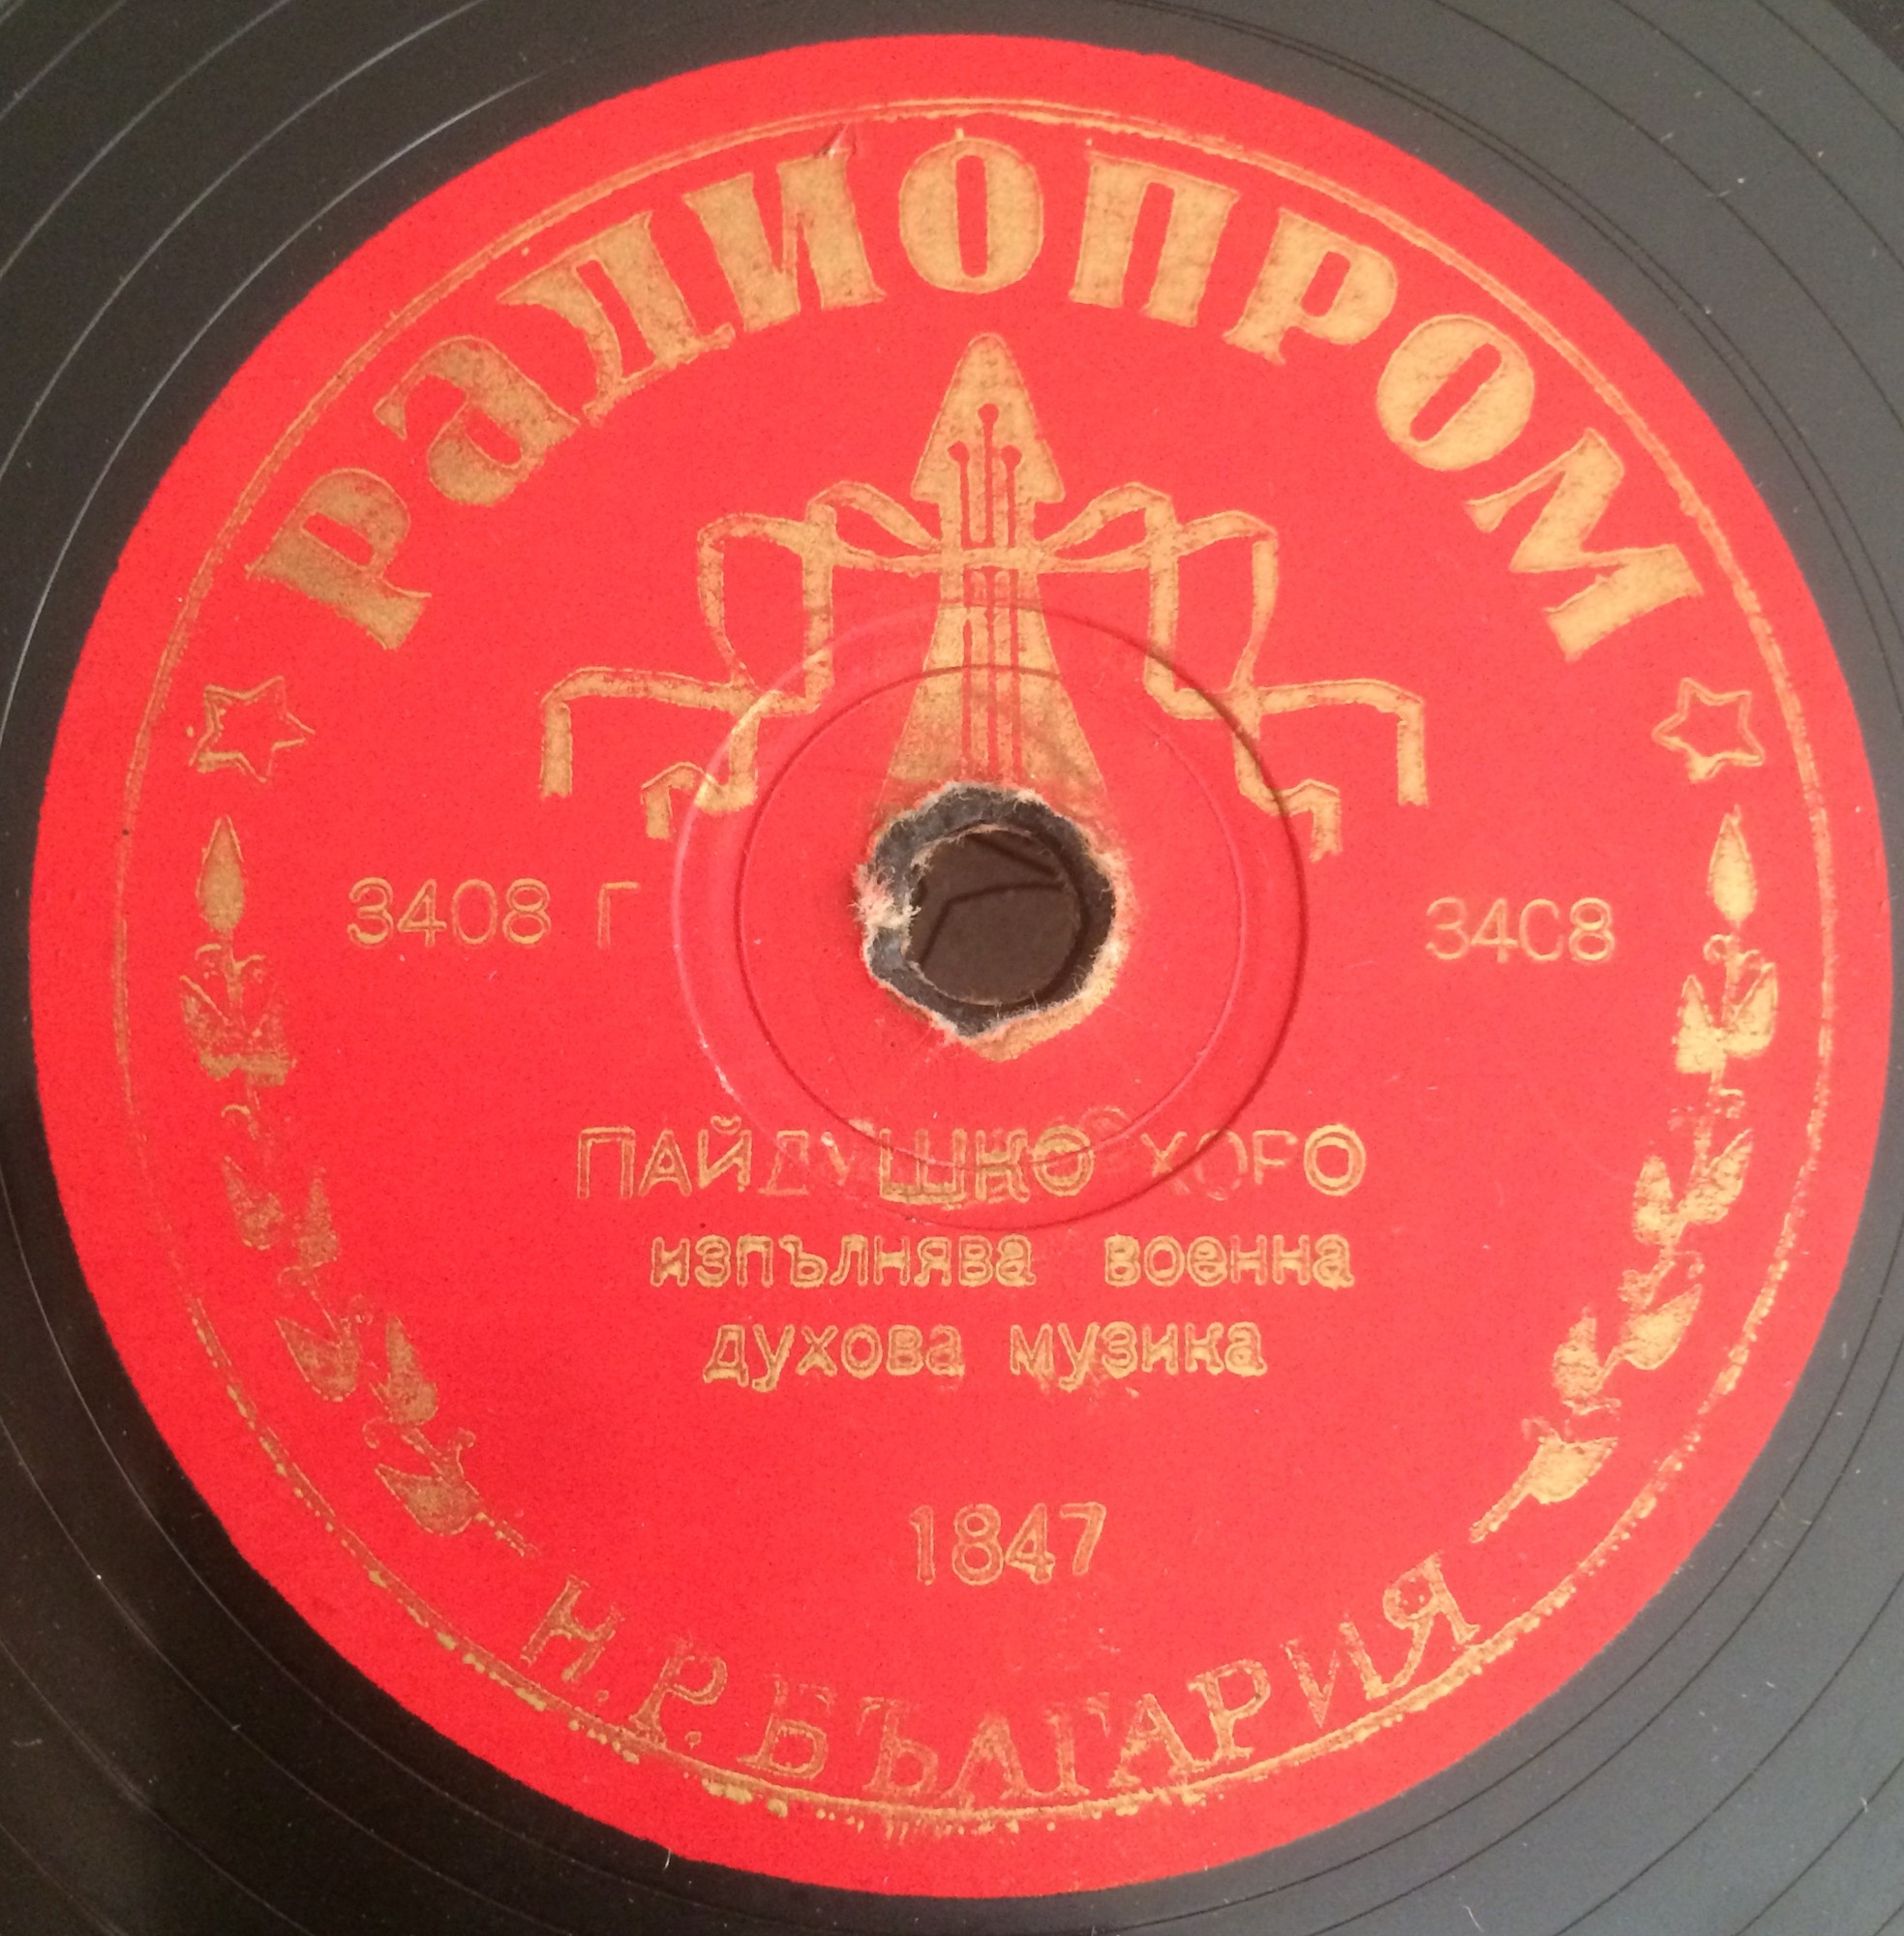 РАДИОПРОМ
3408 Г 3408
ПАЙДУШКО ХОРО
изпълнява военна
духова музика
1847
Н.Р.БЪЛГАРИЯ